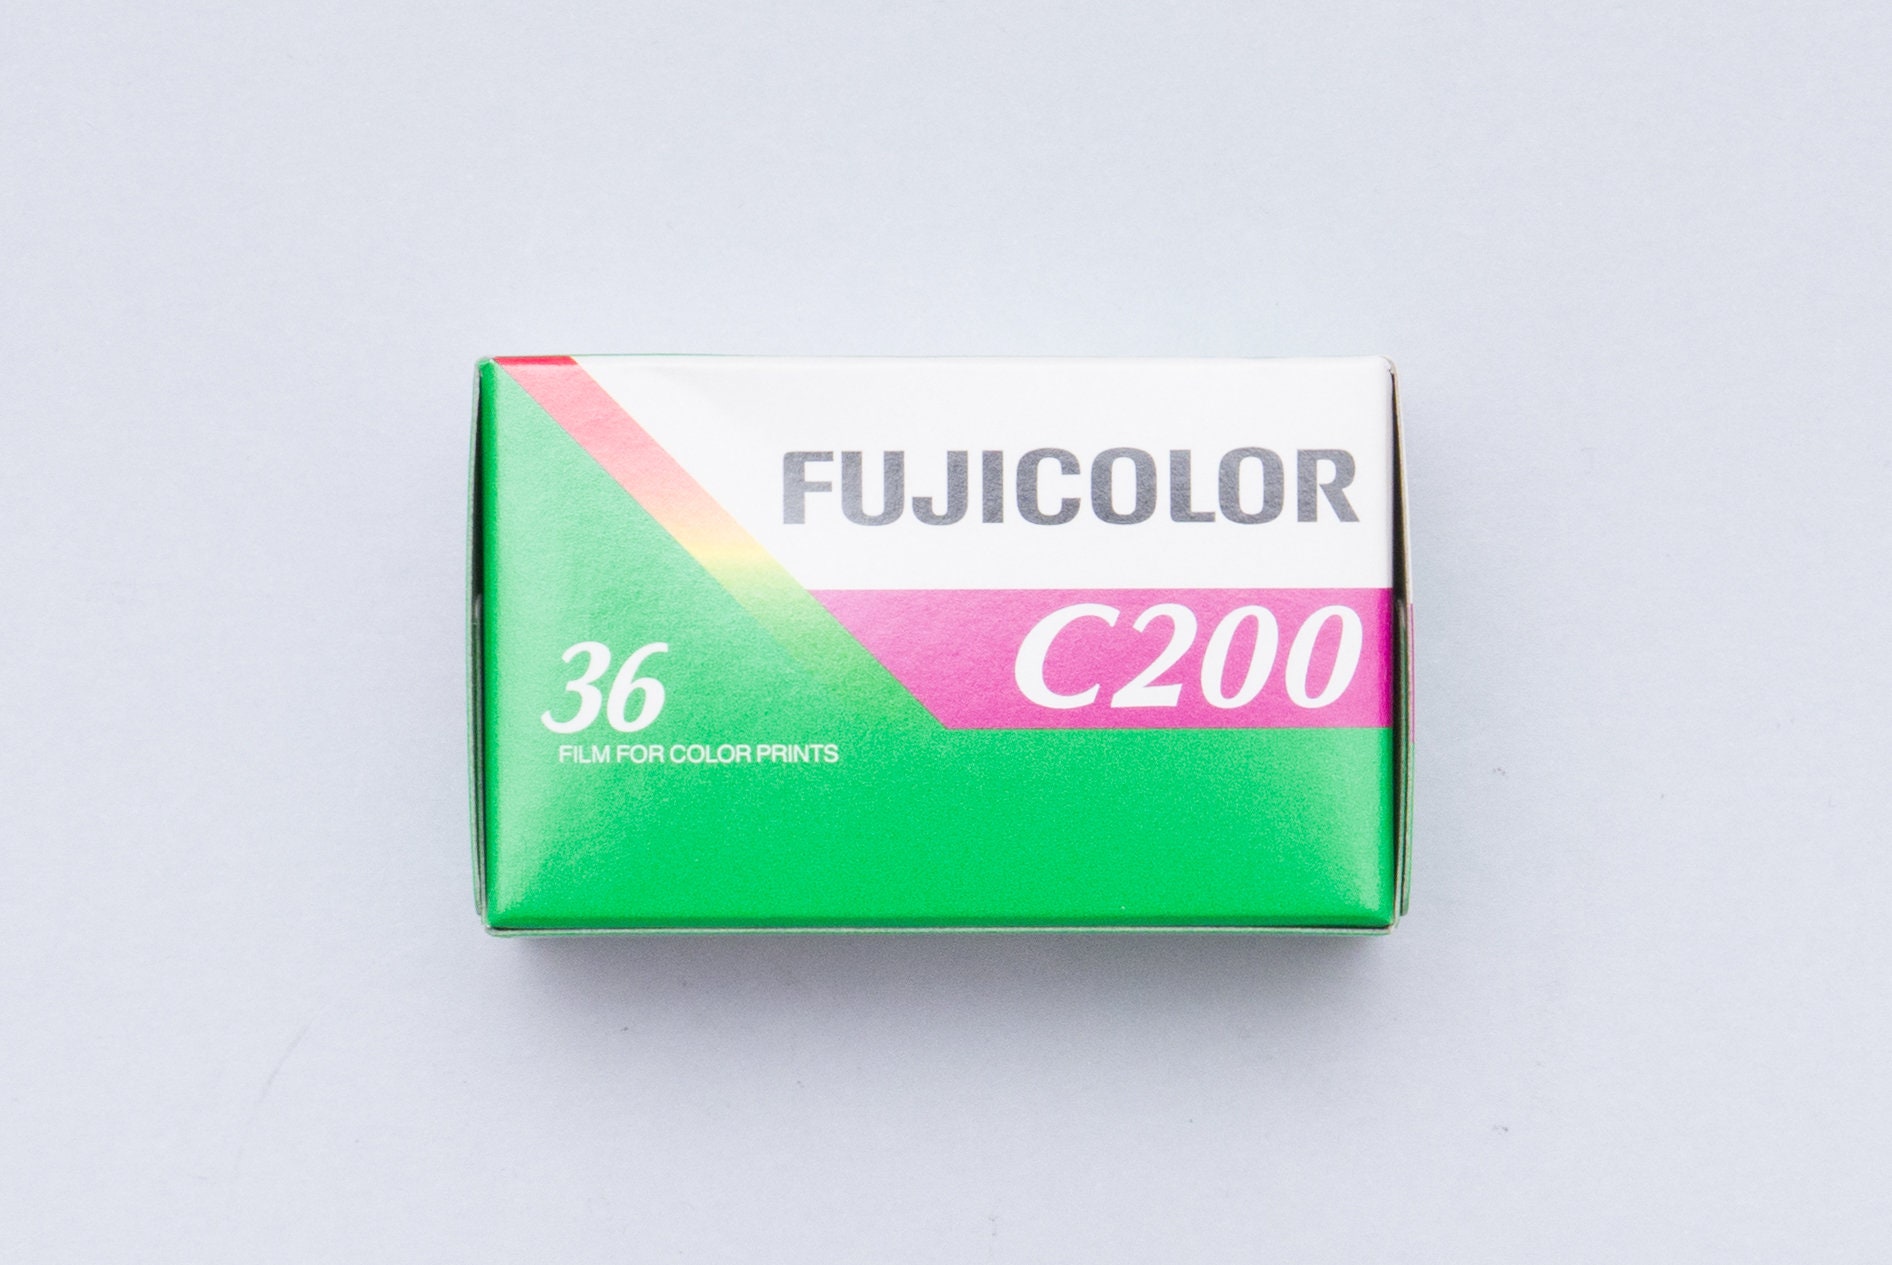 FUJICOLOR
C200
36
FILM FOR COLOR PRINTS